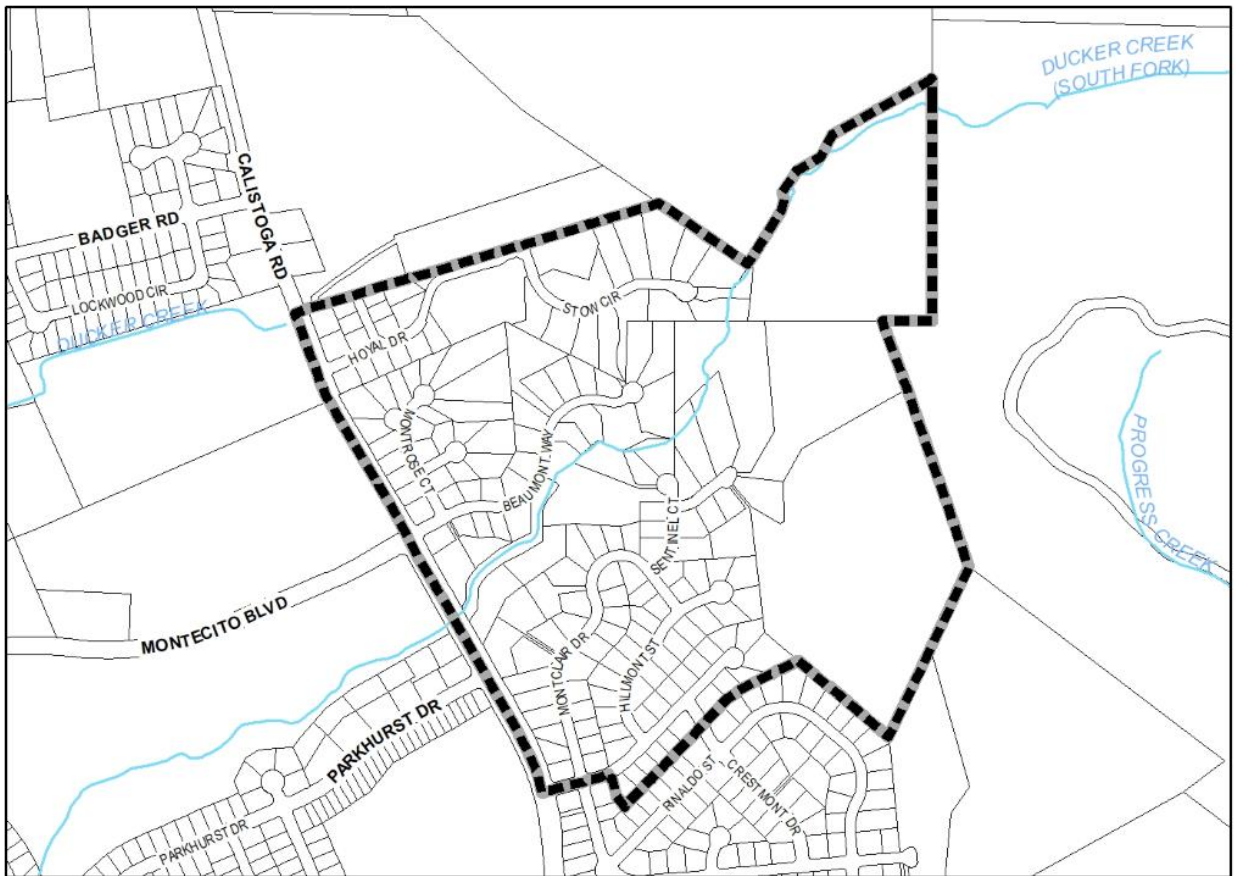 DUCKER CREEK
(SOUTH FORK)
CALISTOGA RD
BADGER RD
LOCKWOOD CIR
DUCKER CREEK
STOW CIR
HOYAL DR
MONTROSE CT
BEAUMONT WAY
PROGRESS CREEK
SENTINEL CT
MONTECITO BLVD
MONTCLAIR DR
HILLMONT ST
PARKHURST DR
RINALDO ST
CRESTMONT DR
PARKHURST DR